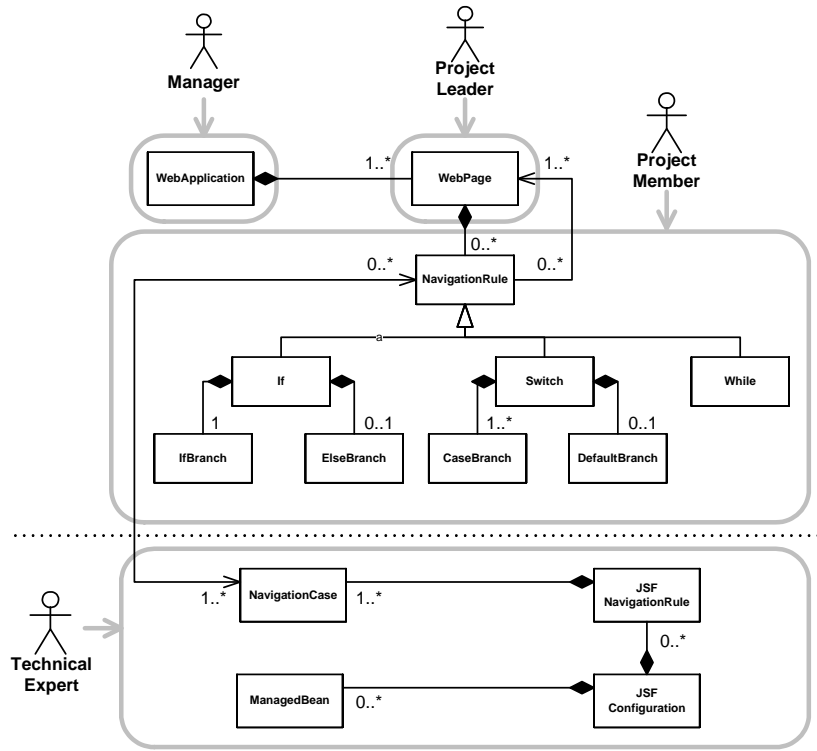 Manager
Project
Leader
Project
Member
WebApplication
1..*
WebPage
1..*
0..*
0..*
NavigationRule
0..*
a
If
Switch
While
1
0..1
1..*
0..1
IfBranch
ElseBranch
CaseBranch
DefaultBranch
Technical
Expert
1..*
NavigationCase
1..*
JSF
NavigationRule
0..*
ManagedBean
0..*
JSF
Configuration